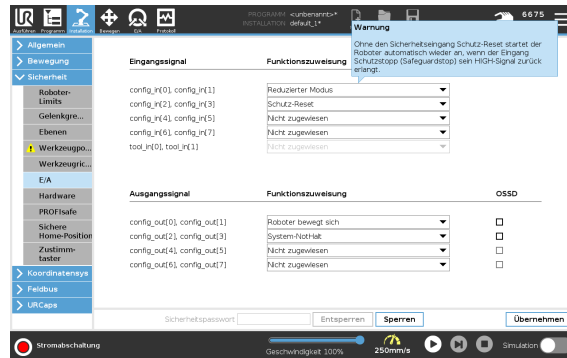 PROGRAMM <unbenannt>*
INSTALLATION default_1*
6675
Ausführen Programm Installation Bewegen E/A Protokoll
Warnung
Ohne den Sicherheitseingang Schutz-Reset startet der
Roboter automatisch wieder an, wenn der Eingang
Schutzstopp (Safeguardstop) sein HIGH-Signal zurück
erlangt.
Allgemein
Bewegung
Sicherheit
Roboter-
Limits
Gelenkgre...
Ebenen
Werkzeugpo...
Werkzeugric...
E/A
Hardware
PROFIsafe
Sichere
Home-Position
Zustimm-
taster
Koordinatensys
Feldbus
URCaps
Eingangssignal Funktionszuweisung
config_in[0], config_in[1] Reduzierter Modus
config_in[2], config_in[3] Schutz-Reset
config_in[4], config_in[5] Nicht zugewiesen
config_in[6], config_in[7] Nicht zugewiesen
tool_in[0], tool_in[1] Nicht zugewiesen
Ausgangssignal Funktionszuweisung OSSD
config_out[0], config_out[1] Roboter bewegt sich
config_out[2], config_out[3] System-NotHalt
config_out[4], config_out[5] Nicht zugewiesen
config_out[6], config_out[7] Nicht zugewiesen
Sicherheitspasswort Entsperren Sperren Übernehmen
Stromabschaltung
Geschwindigkeit 100%
250mm/s
Simulation